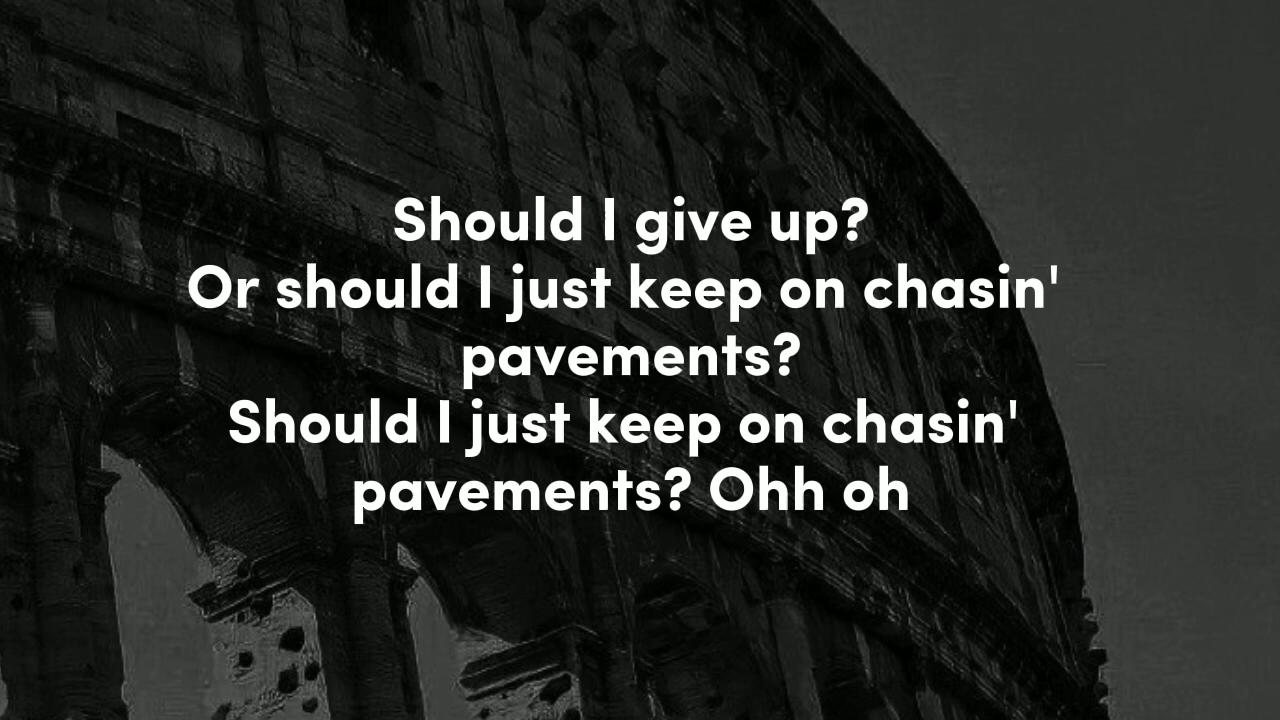 Should I give up?
Or should I just keep on chasin'
pavements?
Should I just keep on chasin'
pavements? Ohh oh